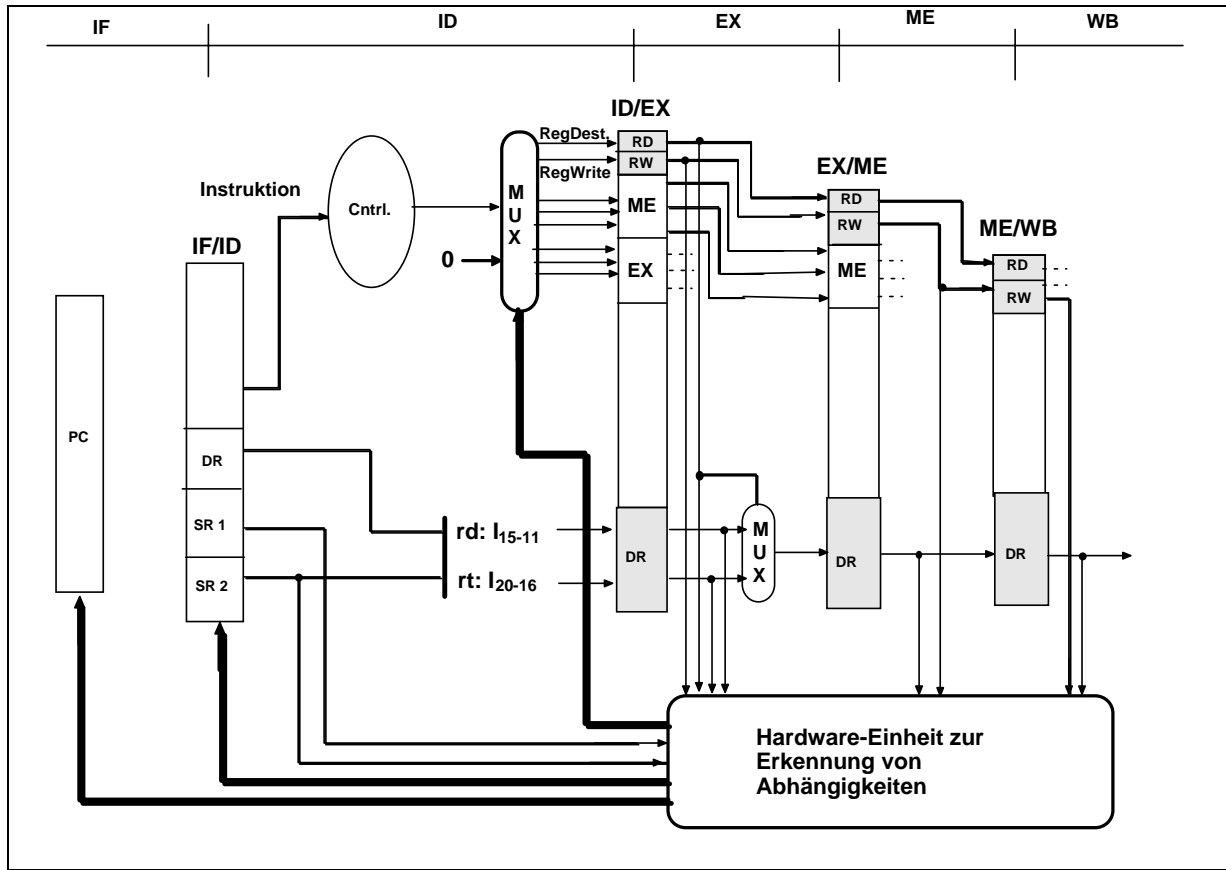 IF
ID
EX
ME
WB
ID/EX
RegDest.
RD
RegWrite
RW
EX/ME
Instruktion
Cntrl.
M
U
X
ME
RD
RW
ME/WB
IF/ID
0
EX
ME
RD
RW
PC
DR
SR 1
SR 2
rd: I15-11
rt: I20-16
DR
M
U
X
DR
DR
Hardware-Einheit zur
Erkennung von
Abhängigkeiten